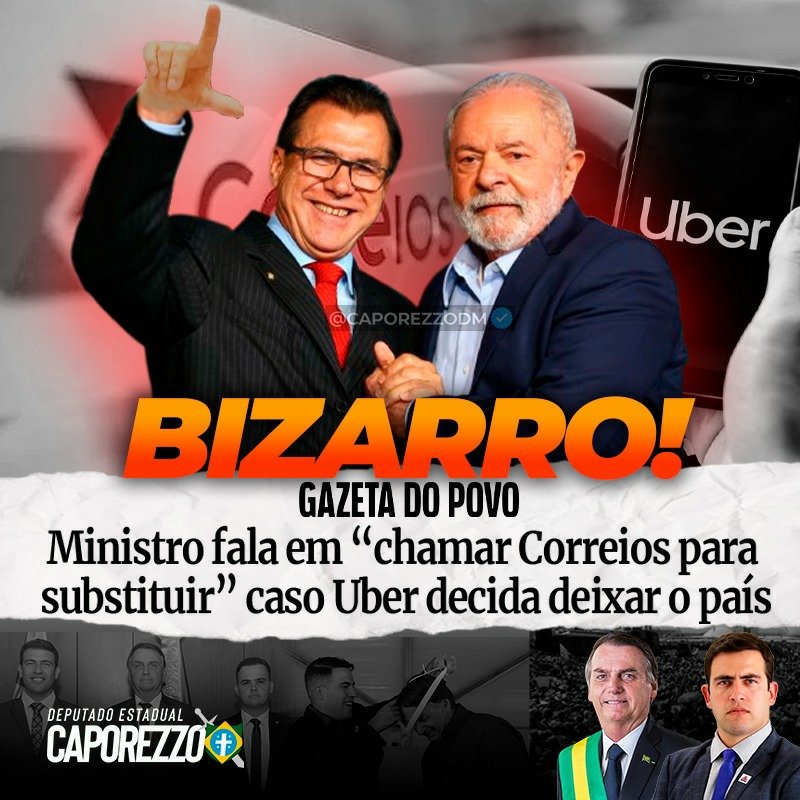 Correios
Uber
@CAPOREZZODM
BIZARRO!
GAZETA DO POVO
Ministro fala em “chamar Correios para
substituir” caso Uber decida deixar o país
DEPUTADO ESTADUAL
CAPOREZZO